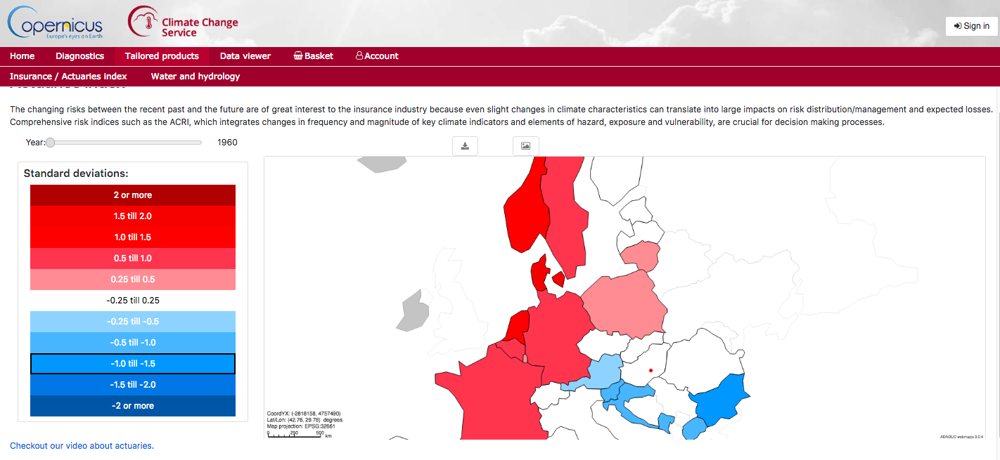 opernicus
Europe's eyes on Earth
Climate Change
Service
Sign in
Home Diagnostics Tailored products Data viewer Basket Account
Insurance / Actuaries index Water and hydrology
The changing risks between the recent past and the future are of great interest to the insurance industry because even slight changes in climate characteristics can translate into large impacts on risk distribution/management and expected losses.
Comprehensive risk indices such as the ACRI, which integrates changes in frequency and magnitude of key climate indicators and elements of hazard, exposure and vulnerability, are crucial for decision making processes.
Year: 1960
Standard deviations:
2 or more
1.5 till 2.0
1.0 till 1.5
0.5 till 1.0
0.25 till 0.5
-0.25 till 0.25
-0.25 till -0.5
-0.5 till -1.0
-1.0 till -1.5
-1.5 till -2.0
-2 or more
CoordYX: (-2818158, 4757490)
Lat/Lon: (42.76, 29.78) degrees
Map projection: EPSG:32661
0 250 500 km
ADAGUC webmapjs 3.0.4
Checkout our video about actuaries.